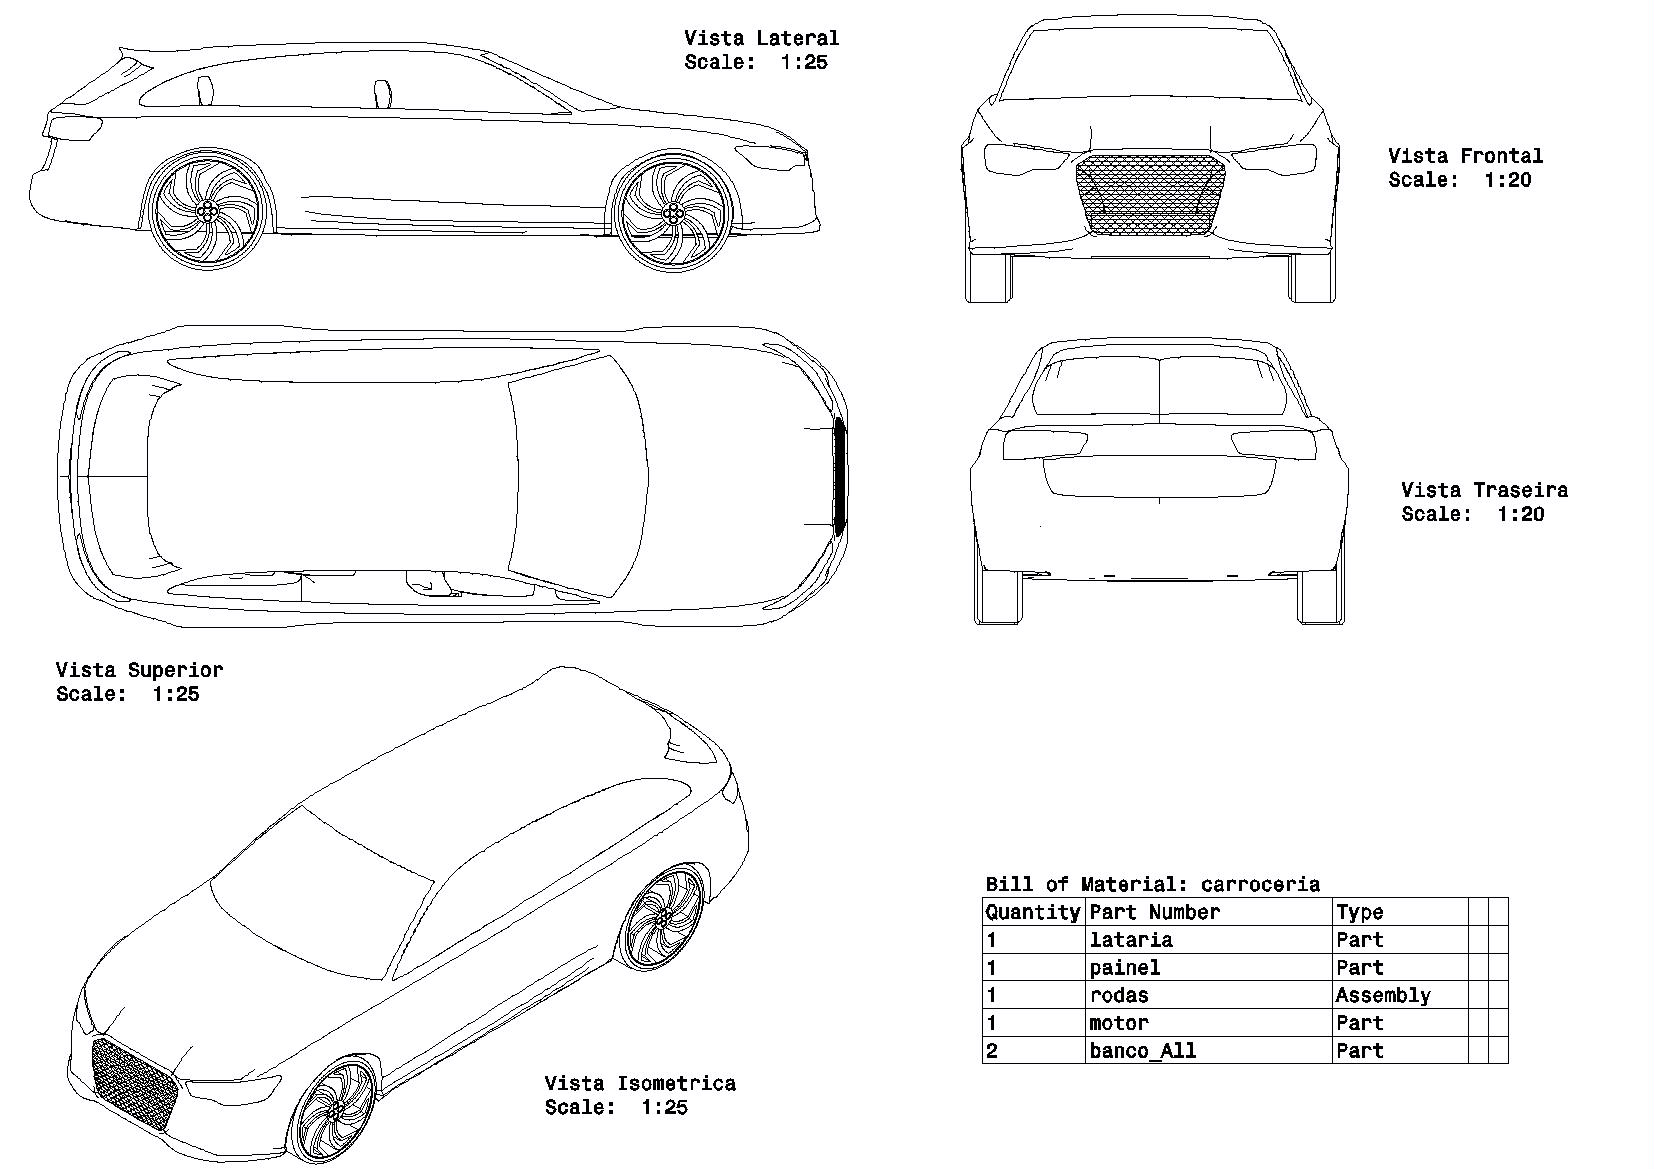 Vista Lateral
Scale: 1:25
Vista Frontal
Scale: 1:20
Vista Traseira
Scale: 1:20
Vista Superior
Scale: 1:25
Vista Isometrica
Scale: 1:25
Bill of Material: carroceria
Quantity Part Number Type
1 lataria Part
1 painel Part
1 rodas Assembly
1 motor Part
2 banco_All Part